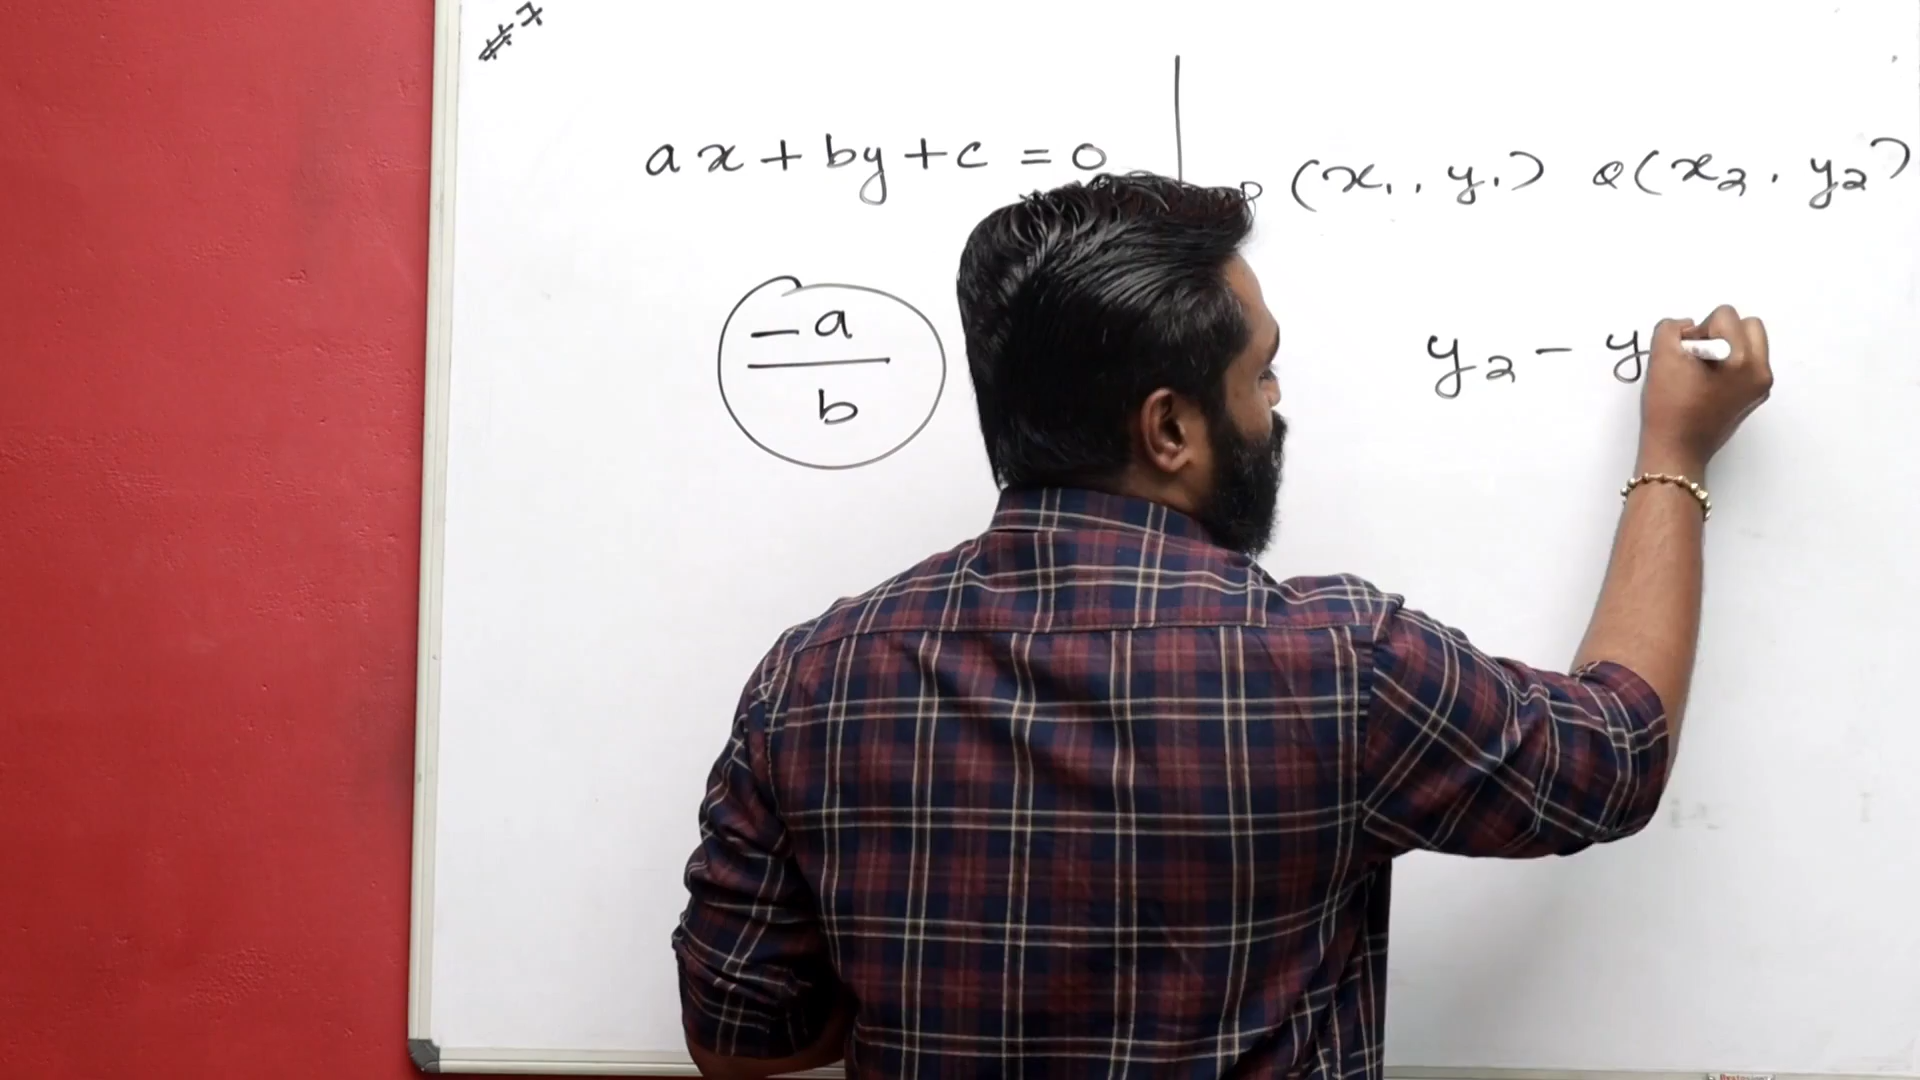 #7
ax + by + c = 0
P (x₁, y₁) Q(x₂, y₂)
-a
b
y₂ - y